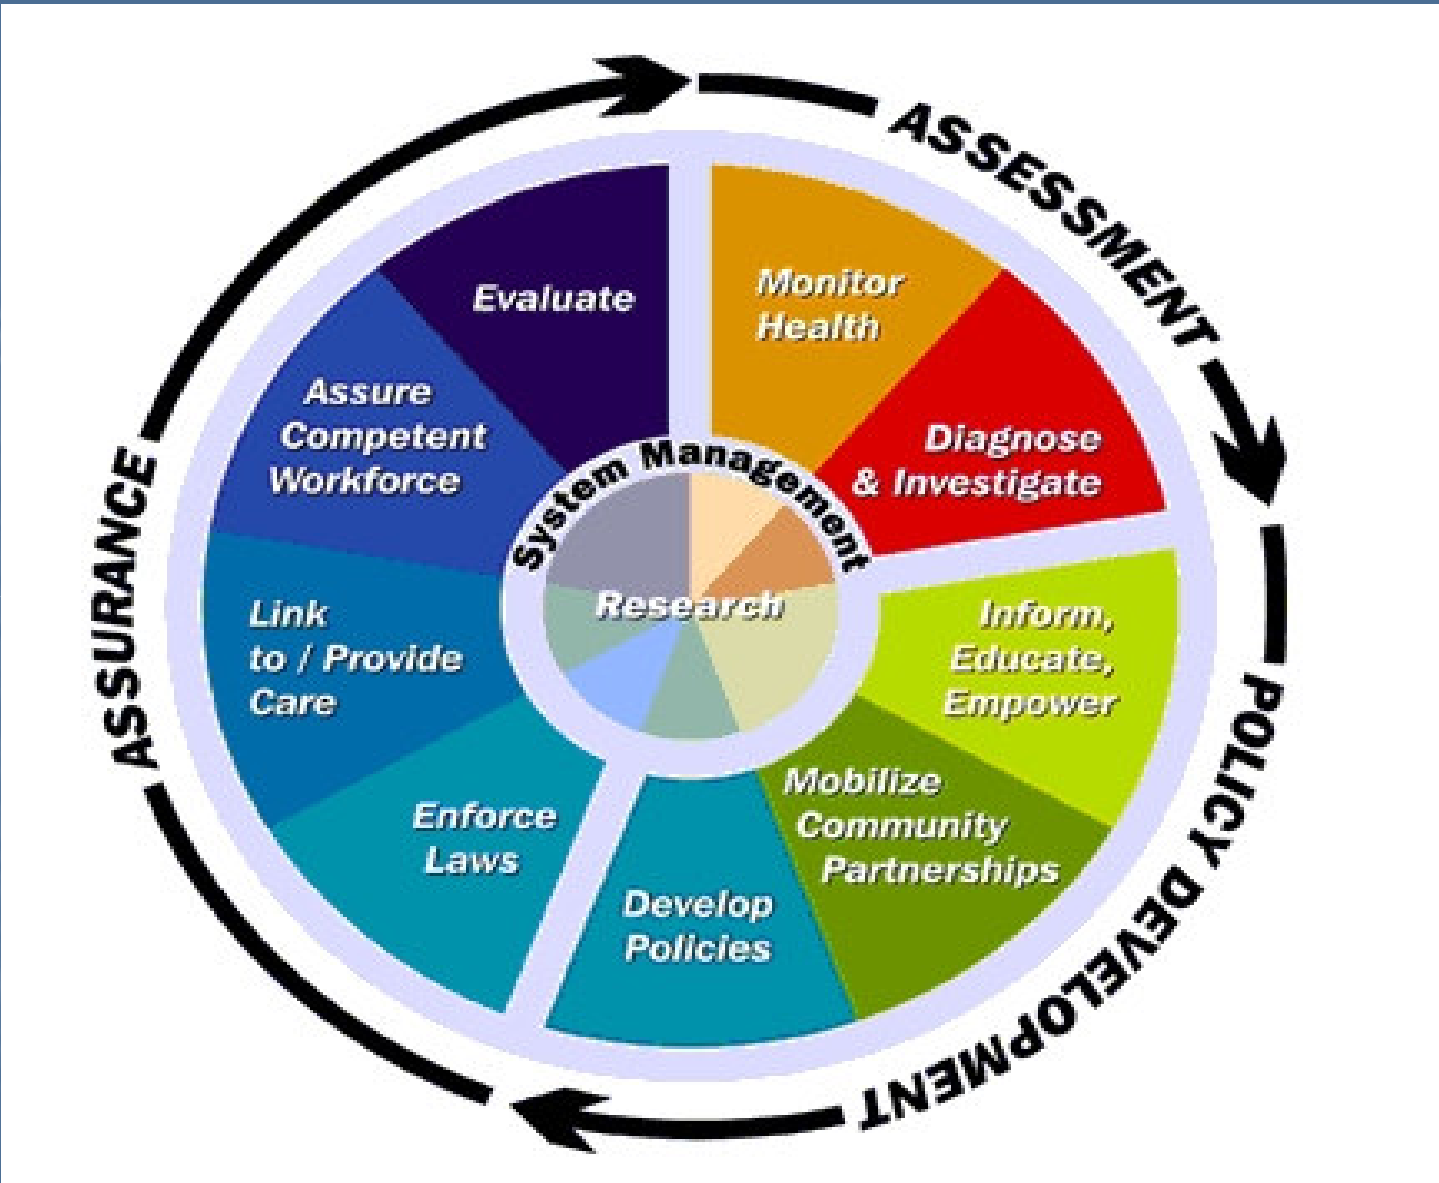 ASSESSMENT
POLICY DEVELOPMENT
ASSURANCE
Monitor
Health
Diagnose
& Investigate
Inform,
Educate,
Empower
Mobilize
Community
Partnerships
Develop
Policies
Enforce
Laws
Link
to / Provide
Care
Assure
Competent
Workforce
Evaluate
System Management
Research